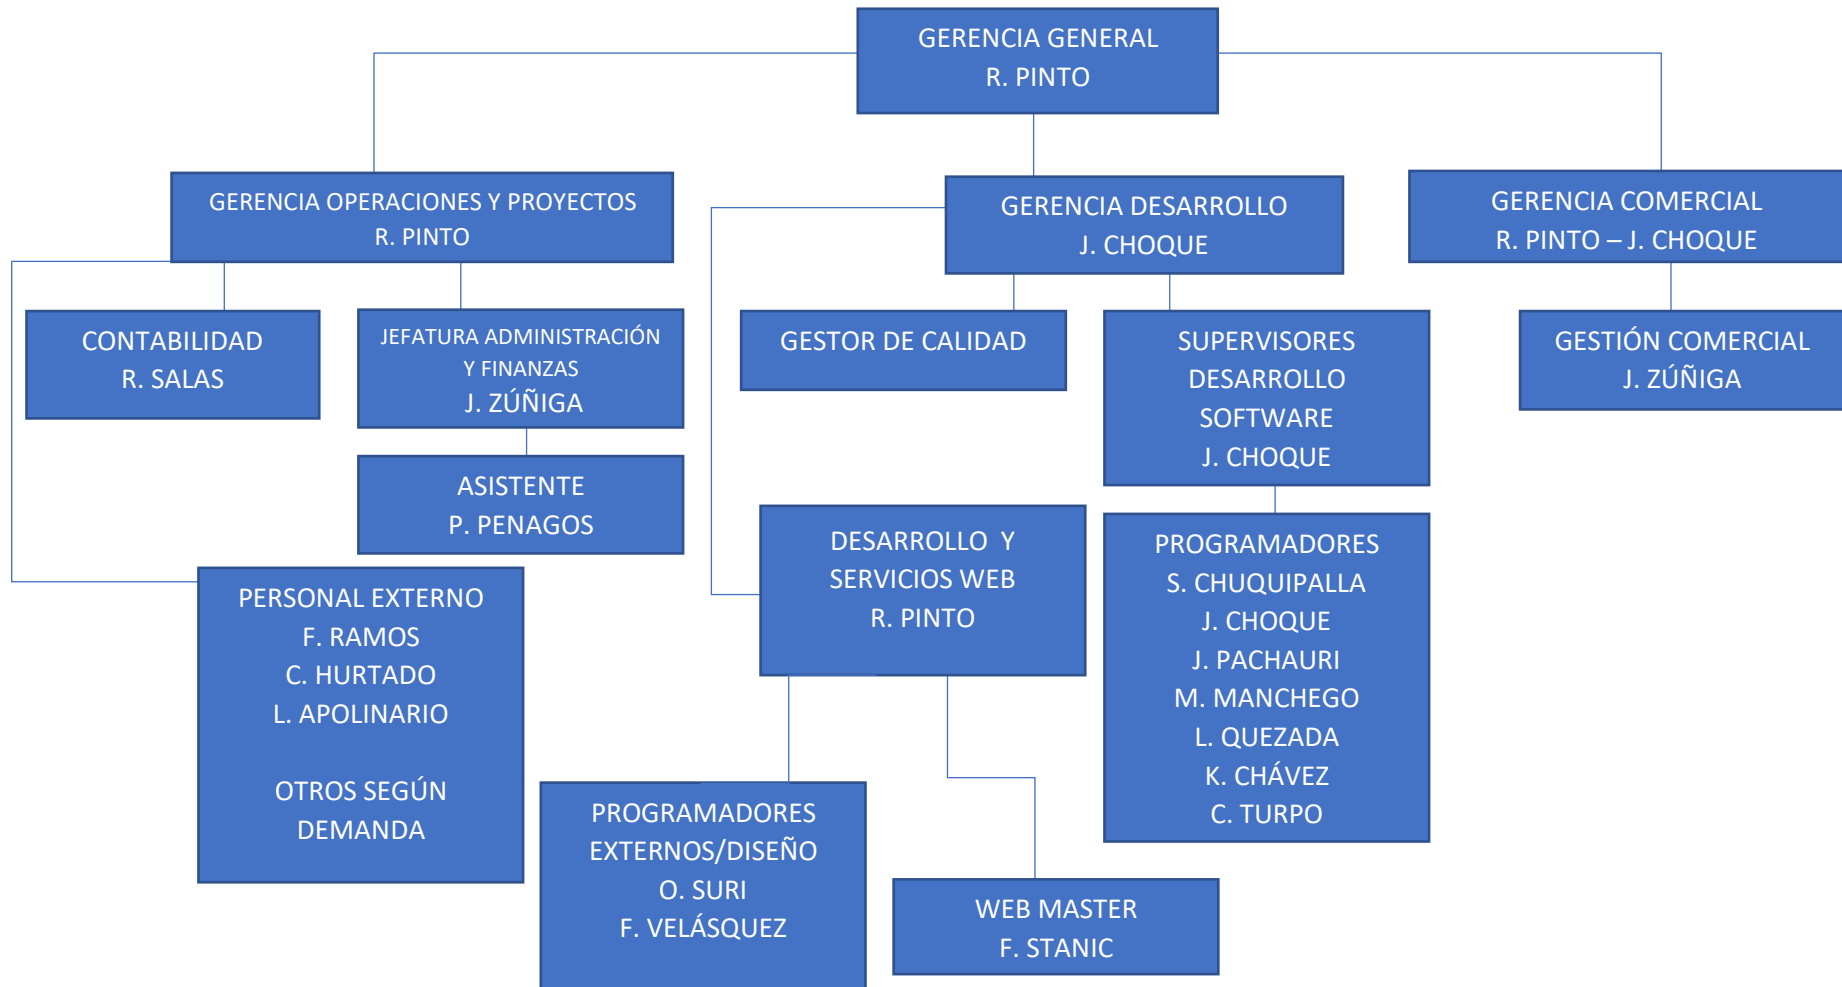 GERENCIA GENERAL
R. PINTO
GERENCIA OPERACIONES Y PROYECTOS
R. PINTO
GERENCIA DESARROLLO
J. CHOQUE
GERENCIA COMERCIAL
R. PINTO – J. CHOQUE
CONTABILIDAD
R. SALAS
JEFATURA ADMINISTRACIÓN
Y FINANZAS
J. ZÚÑIGA
GESTOR DE CALIDAD
SUPERVISORES
DESARROLLO
SOFTWARE
J. CHOQUE
GESTIÓN COMERCIAL
J. ZÚÑIGA
ASISTENTE
P. PENAGOS
DESARROLLO Y
SERVICIOS WEB
R. PINTO
PROGRAMADORES
S. CHUQUIPALLA
J. CHOQUE
J. PACHAURI
M. MANCHEGO
L. QUEZADA
K. CHÁVEZ
C. TURPO
PERSONAL EXTERNO
F. RAMOS
C. HURTADO
L. APOLINARIO
OTROS SEGÚN
DEMANDA
PROGRAMADORES
EXTERNOS/DISEÑO
O. SURI
F. VELÁSQUEZ
WEB MASTER
F. STANIC